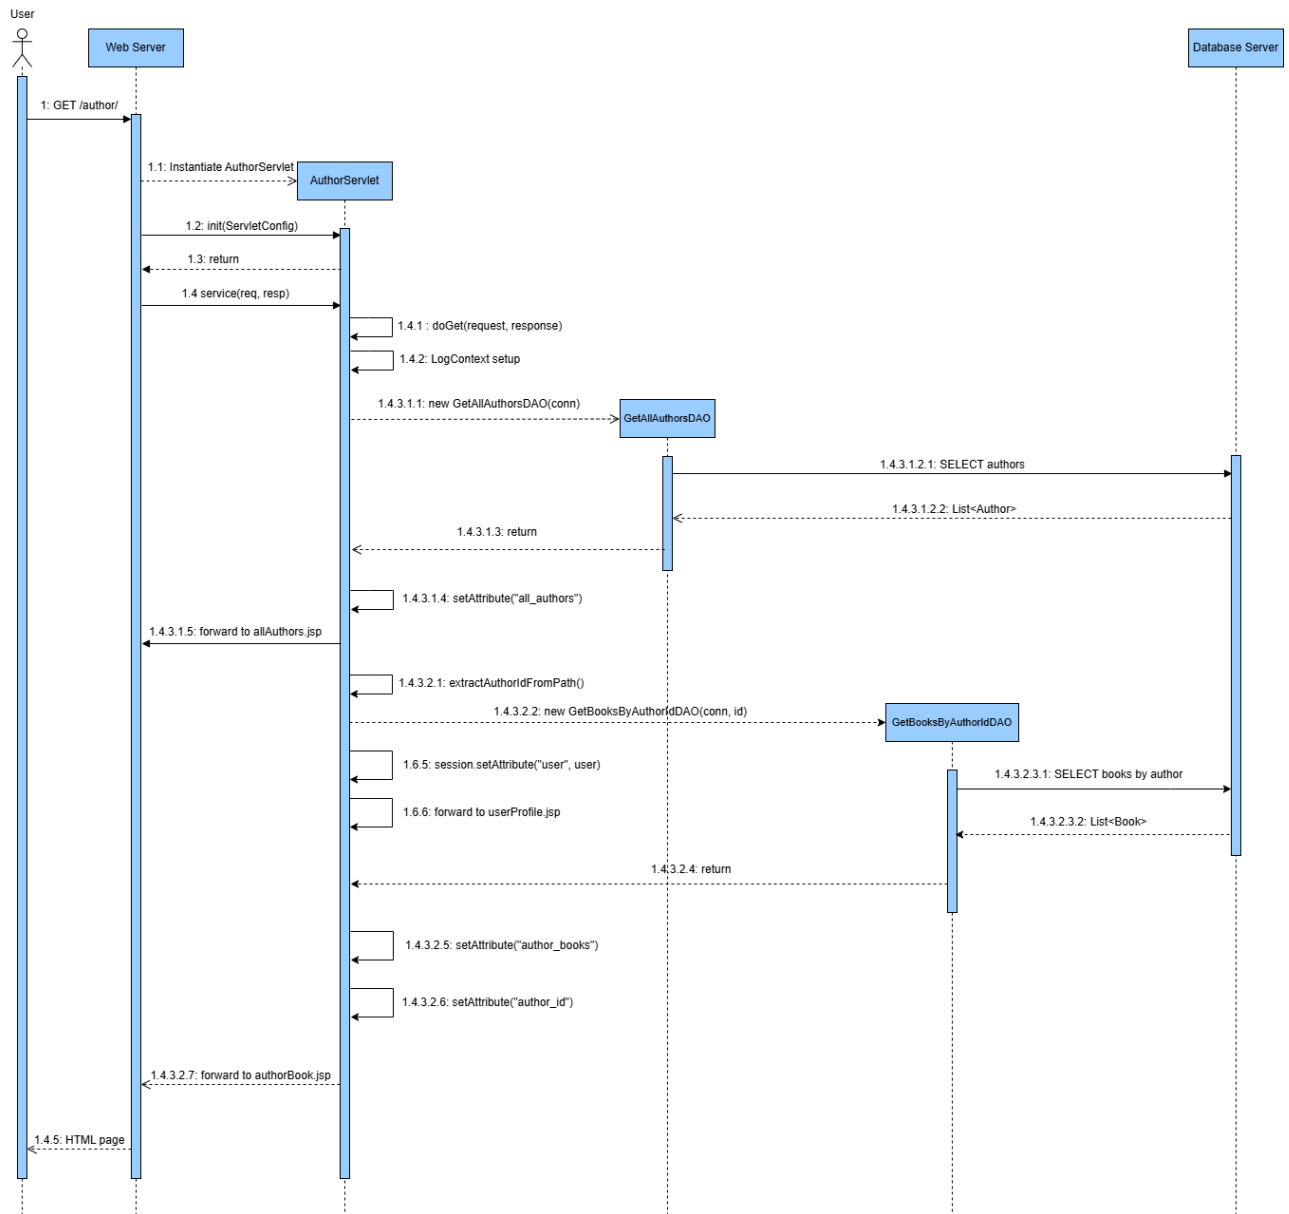 User
Web Server
Database Server
1: GET /author/
1.1: Instantiate AuthorServlet
AuthorServlet
1.2: init(ServletConfig)
1.3: return
1.4 service(req, resp)
1.4.1 : doGet(request, response)
1.4.2: LogContext setup
1.4.3.1.1: new GetAllAuthorsDAO(conn)
GetAllAuthorsDAO
1.4.3.1.2.1: SELECT authors
1.4.3.1.2.2: List<Author>
1.4.3.1.3: return
1.4.3.1.4: setAttribute("all_authors")
1.4.3.1.5: forward to allAuthors.jsp
1.4.3.2.1: extractAuthorIdFromPath()
1.4.3.2.2: new GetBooksByAuthorIdDAO(conn, id)
GetBooksByAuthorIdDAO
1.6.5: session.setAttribute("user", user)
1.4.3.2.3.1: SELECT books by author
1.6.6: forward to userProfile.jsp
1.4.3.2.3.2: List<Book>
1.4.3.2.4: return
1.4.3.2.5: setAttribute("author_books")
1.4.3.2.6: setAttribute("author_id")
1.4.3.2.7: forward to authorBook.jsp
1.4.5: HTML page